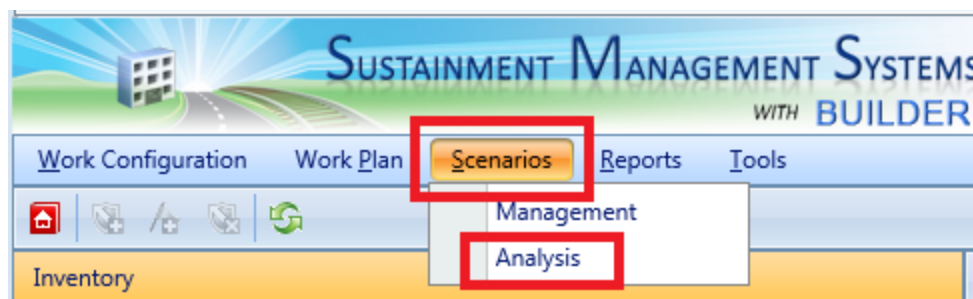 SUSTAINMENT MANAGEMENT SYSTEMS
WITH BUILDER
Work Configuration Work Plan Scenarios Reports Tools
Management
Analysis
Inventory